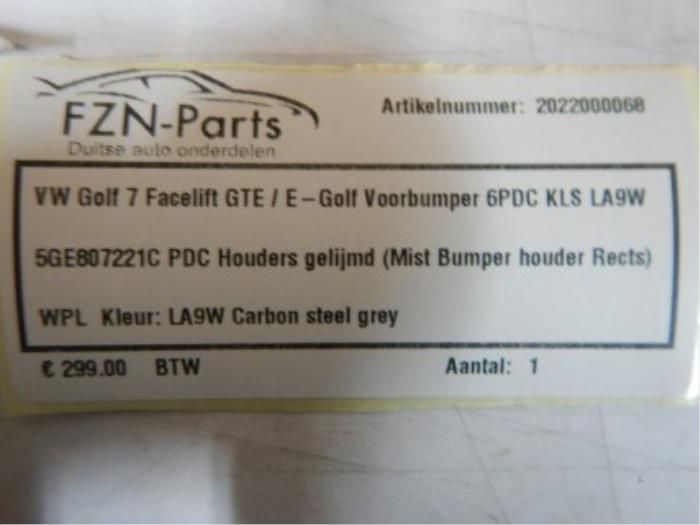 FZN-Parts
Duitse auto onderdelen
Artikelnummer: 2022000068
VW Golf 7 Facelift GTE / E-Golf Voorbumper 6PDC KLS LA9W
5GE807221C PDC Houders gelijmd (Mist Bumper houder Rects)
WPL Kleur: LA9W Carbon steel grey
€ 299.00 BTW Aantal: 1